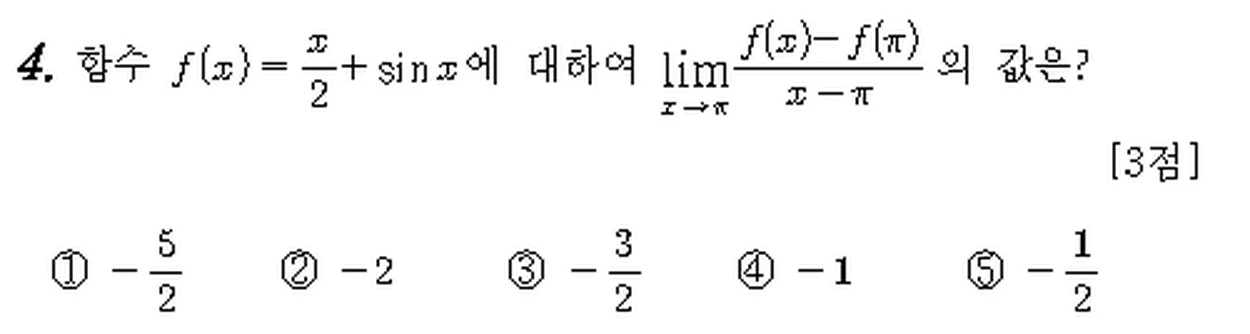 4. 함수 f(x) = x/2 + sin x에 대하여 lim_{x→π} (f(x) − f(π))/(x − π) 의 값은?
[3점]
① −5/2 ② −2 ③ −3/2 ④ −1 ⑤ −1/2